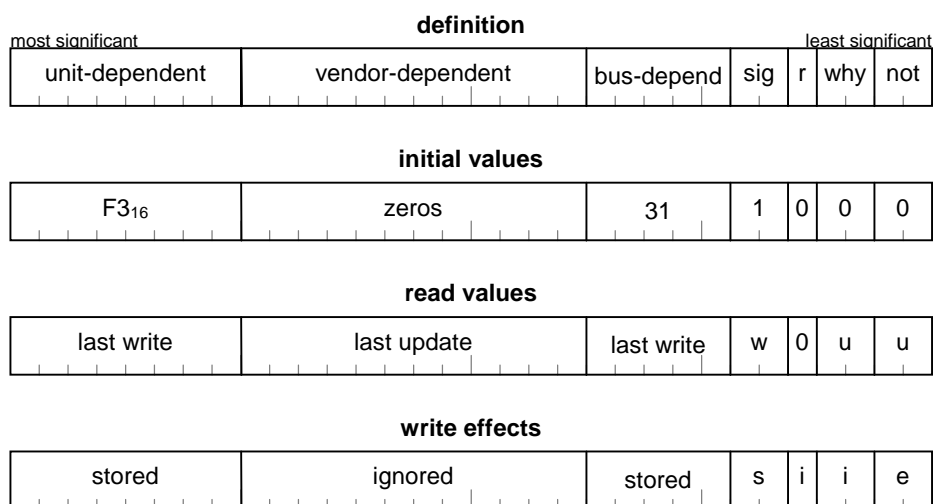 definition
most significant least significant
unit-dependent vendor-dependent bus-depend sig r why not
initial values
F3₁₆ zeros 31 1 0 0 0
read values
last write last update last write w 0 u u
write effects
stored ignored stored s i i e